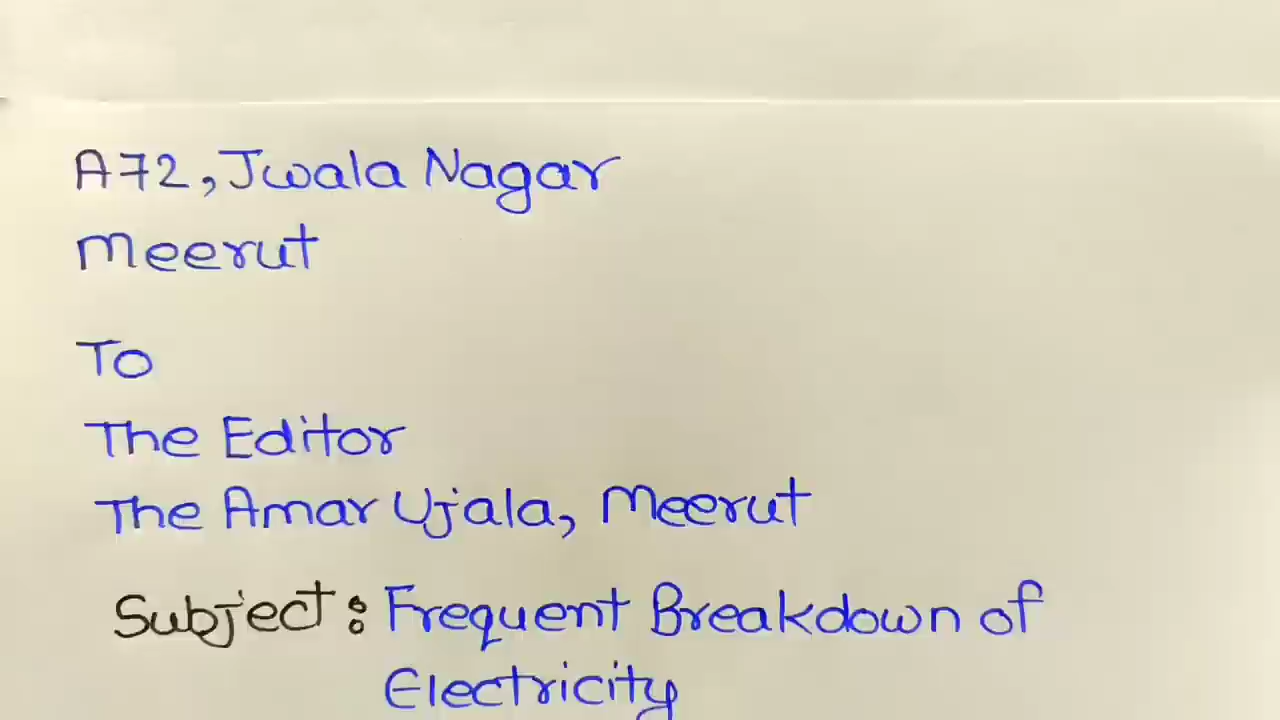 A72, Jwala Nagar
Meerut
To
The Editor
The Amar Ujala, Meerut
Subject: Frequent Breakdown of
Electricity